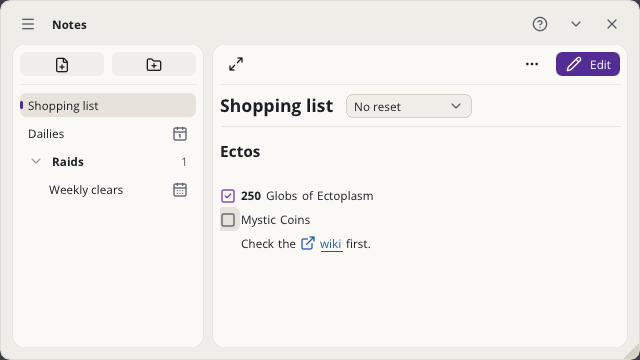 Notes
Edit
Shopping list
Dailies
Raids 1
Weekly clears
Shopping list No reset
Ectos
250 Globs of Ectoplasm
Mystic Coins
Check the wiki first.